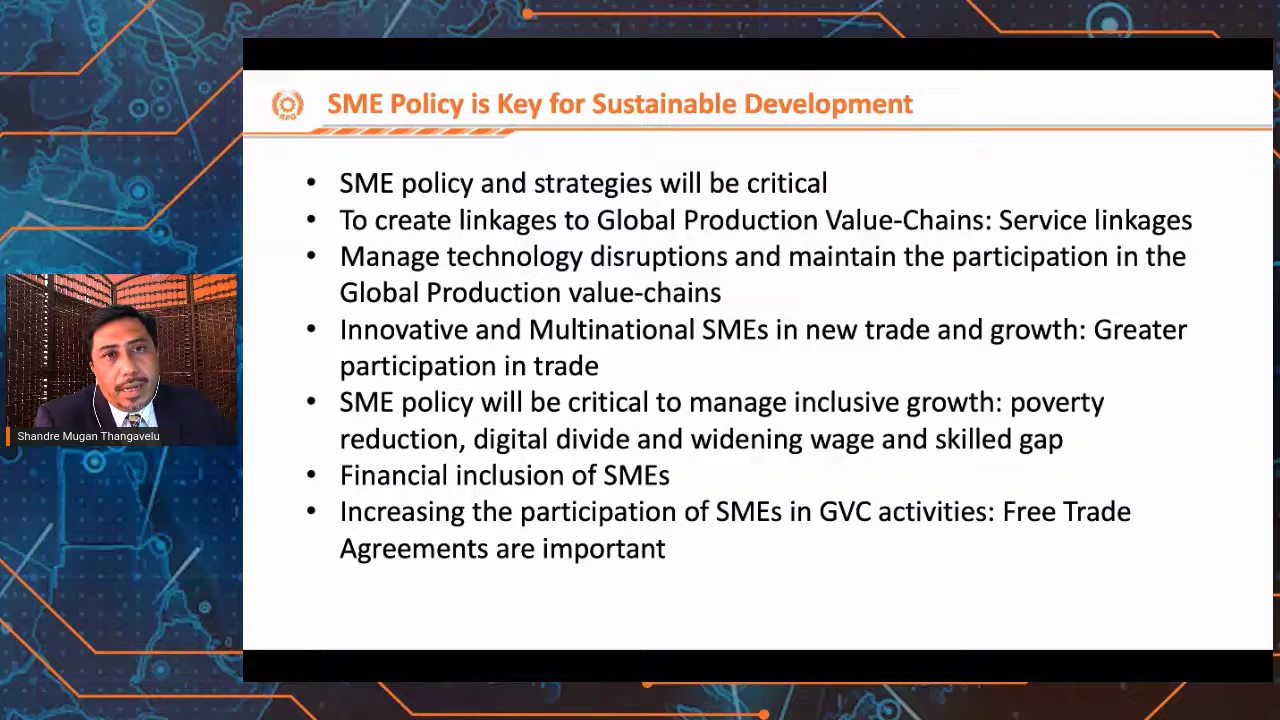 APO
SME Policy is Key for Sustainable Development
• SME policy and strategies will be critical
• To create linkages to Global Production Value-Chains: Service linkages
• Manage technology disruptions and maintain the participation in the
Global Production value-chains
• Innovative and Multinational SMEs in new trade and growth: Greater
participation in trade
• SME policy will be critical to manage inclusive growth: poverty
reduction, digital divide and widening wage and skilled gap
• Financial inclusion of SMEs
• Increasing the participation of SMEs in GVC activities: Free Trade
Agreements are important
Shandre Mugan Thangavelu